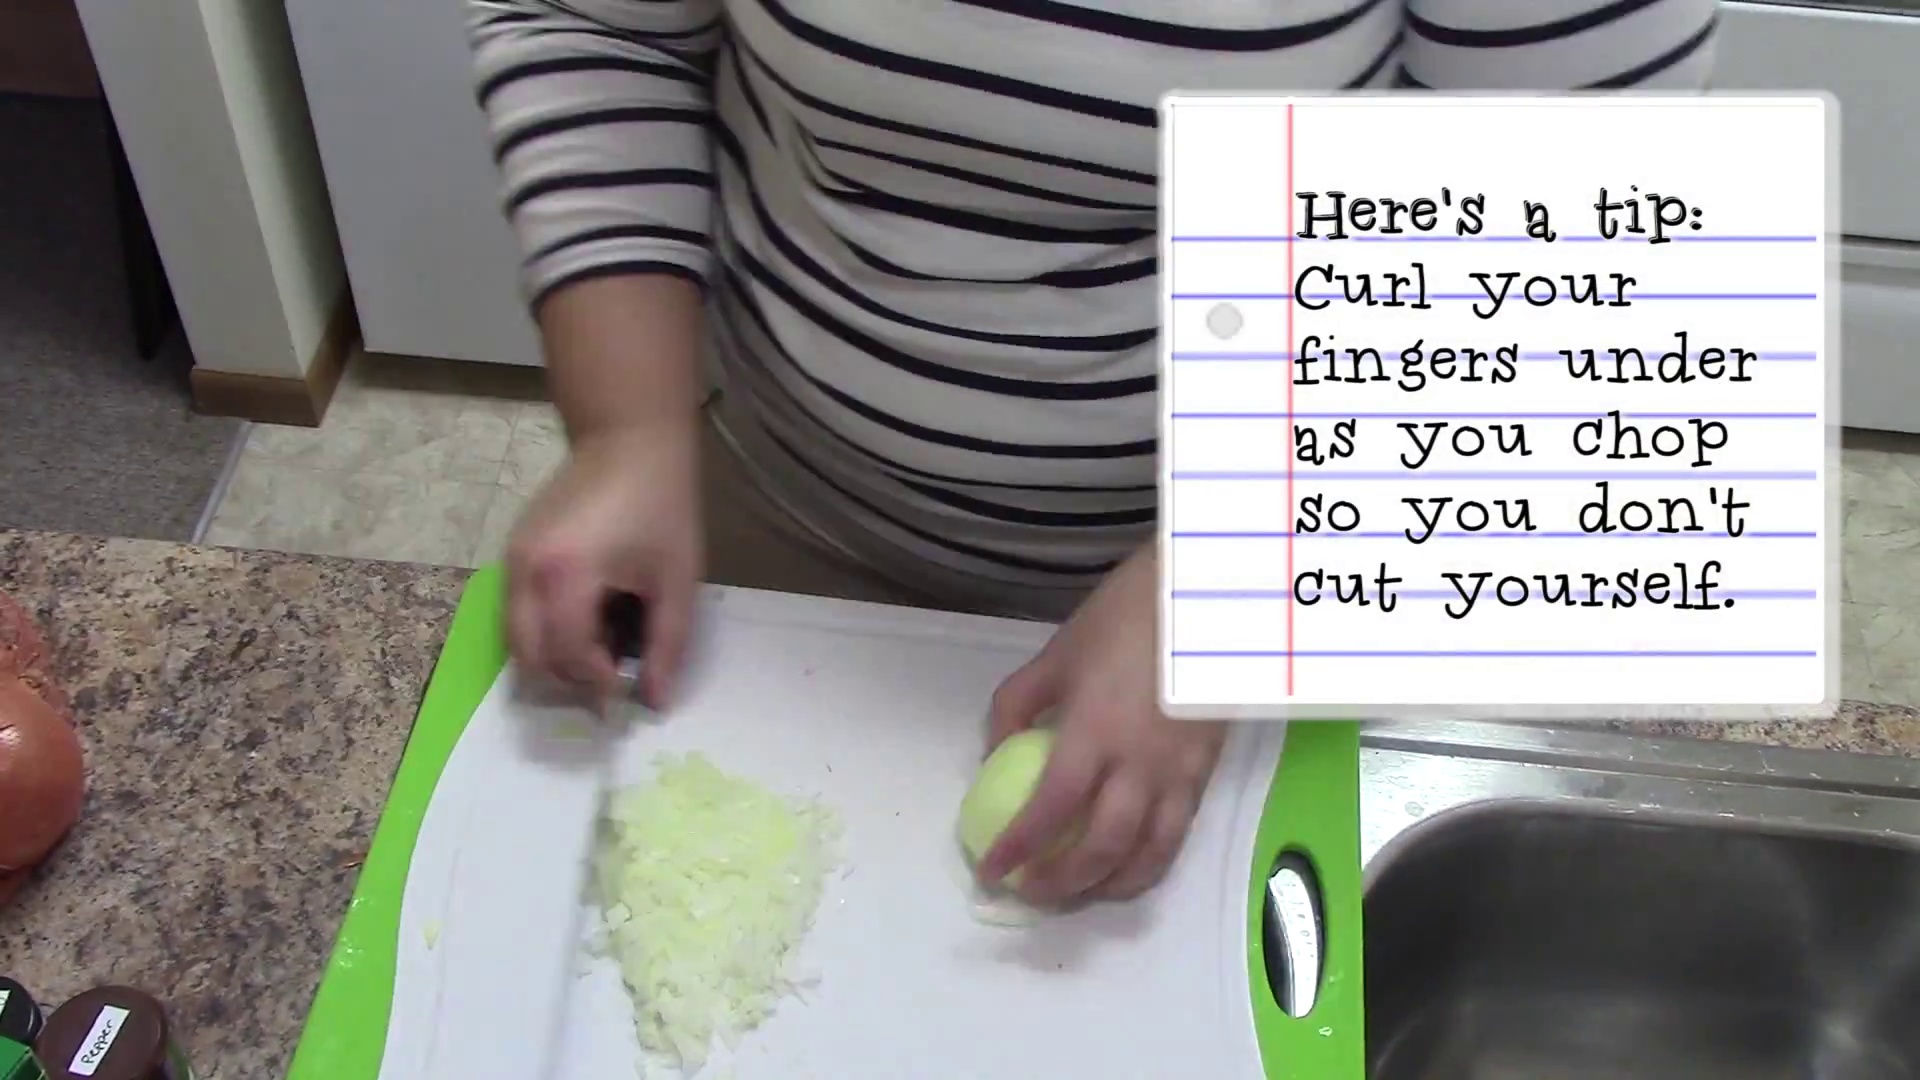 Here's a tip:
Curl your
fingers under
as you chop
so you don't
cut yourself.
Pepper